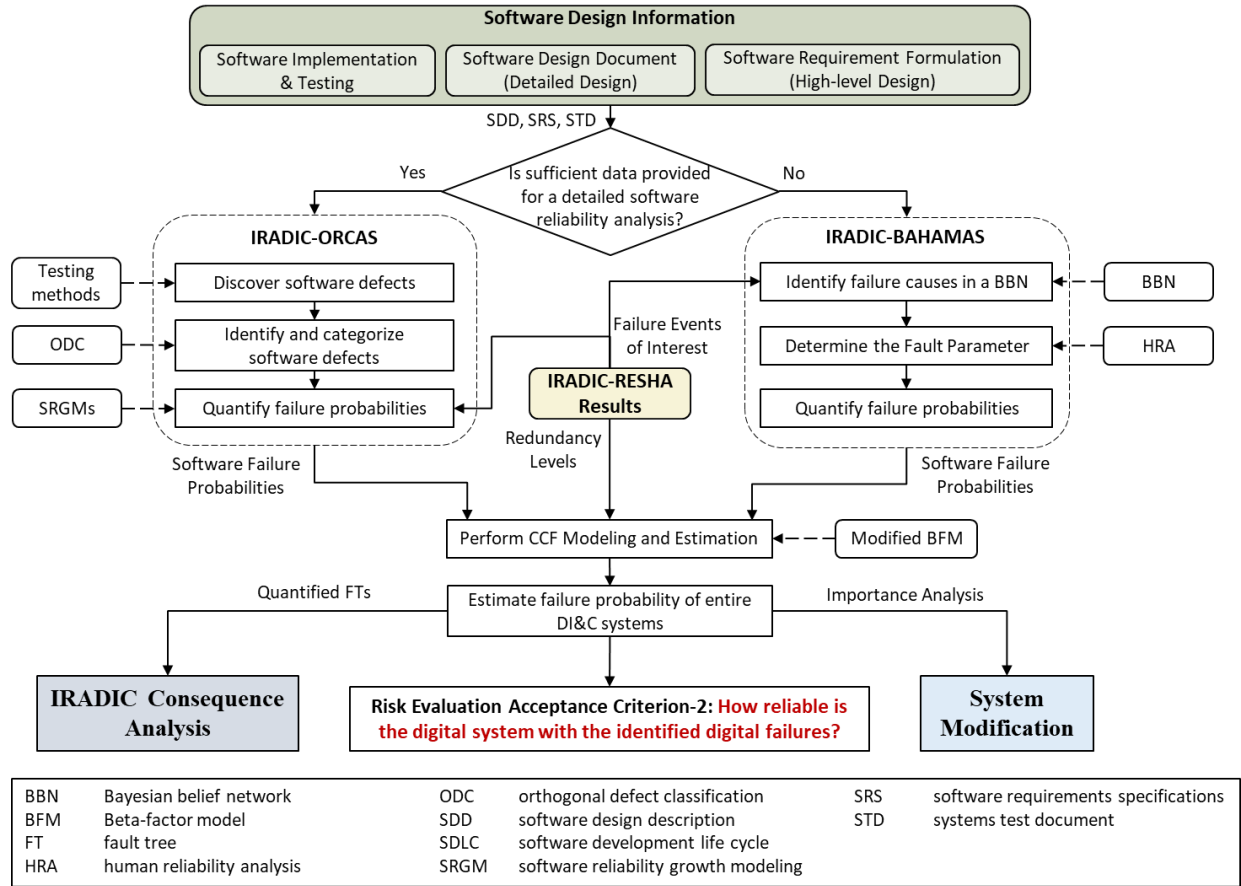 Software Design Information
Software Implementation
& Testing
Software Design Document
(Detailed Design)
Software Requirement Formulation
(High-level Design)
SDD, SRS, STD
Yes
Is sufficient data provided
for a detailed software
reliability analysis?
No
IRADIC-ORCAS
Testing
methods
Discover software defects
ODC
Identify and categorize
software defects
SRGMs
Quantify failure probabilities
Failure Events
of Interest
IRADIC-RESHA
Results
IRADIC-BAHAMAS
Identify failure causes in a BBN
BBN
Determine the Fault Parameter
HRA
Quantify failure probabilities
Software Failure
Probabilities
Redundancy
Levels
Software Failure
Probabilities
Perform CCF Modeling and Estimation
Modified BFM
Quantified FTs
Estimate failure probability of entire
DI&C systems
Importance Analysis
IRADIC Consequence
Analysis
Risk Evaluation Acceptance Criterion-2: How reliable is
the digital system with the identified digital failures?
System
Modification
BBN Bayesian belief network
BFM Beta-factor model
FT fault tree
HRA human reliability analysis
ODC orthogonal defect classification
SDD software design description
SDLC software development life cycle
SRGM software reliability growth modeling
SRS software requirements specifications
STD systems test document